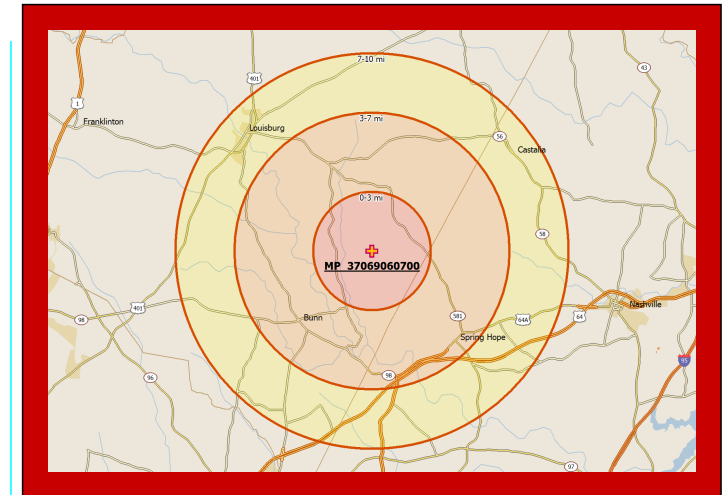 7-10 mi
43
401
1
Franklinton
3-7 mi
Louisburg
56
Castalia
0-3 mi
58
MP 37069060700
Nashville
401
Bunn
581
64A
64
98
Spring Hope
95
98
96
97